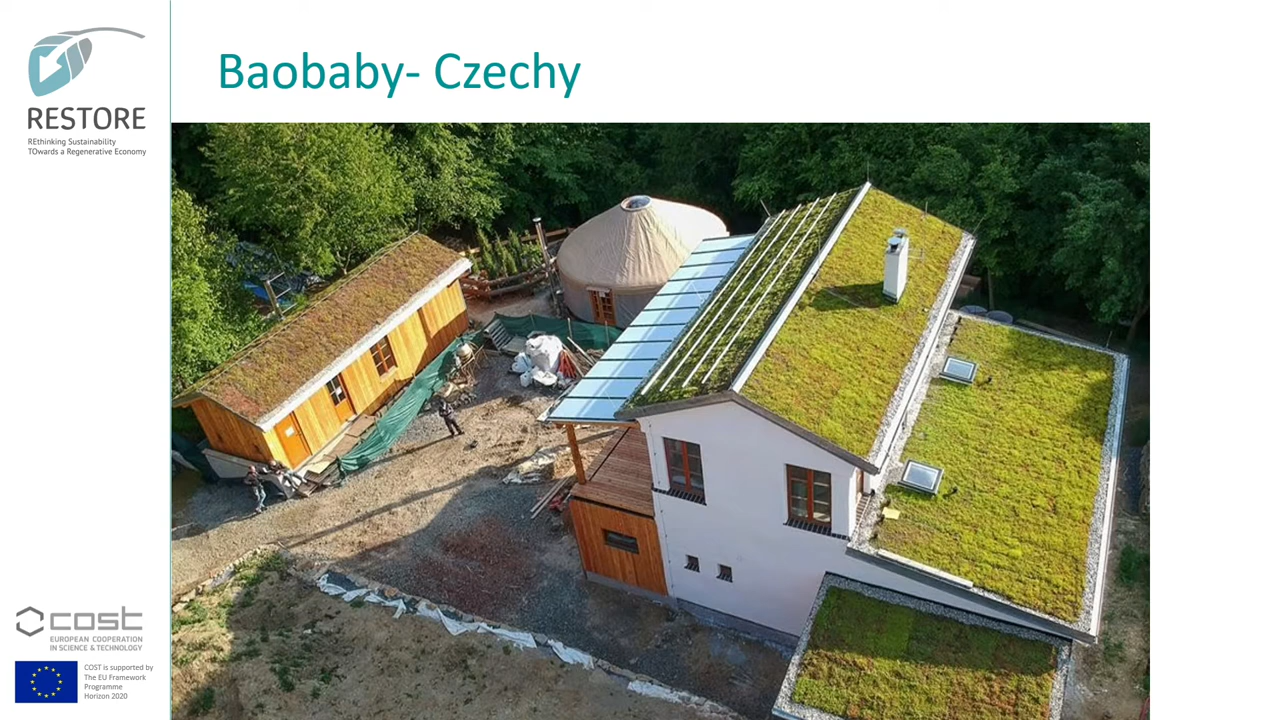 Baobaby- Czechy
RESTORE
REthinking Sustainability
TOwards a Regenerative Economy
cost
EUROPEAN COOPERATION
IN SCIENCE & TECHNOLOGY
COST is supported by
The EU Framework
Programme
Horizon 2020